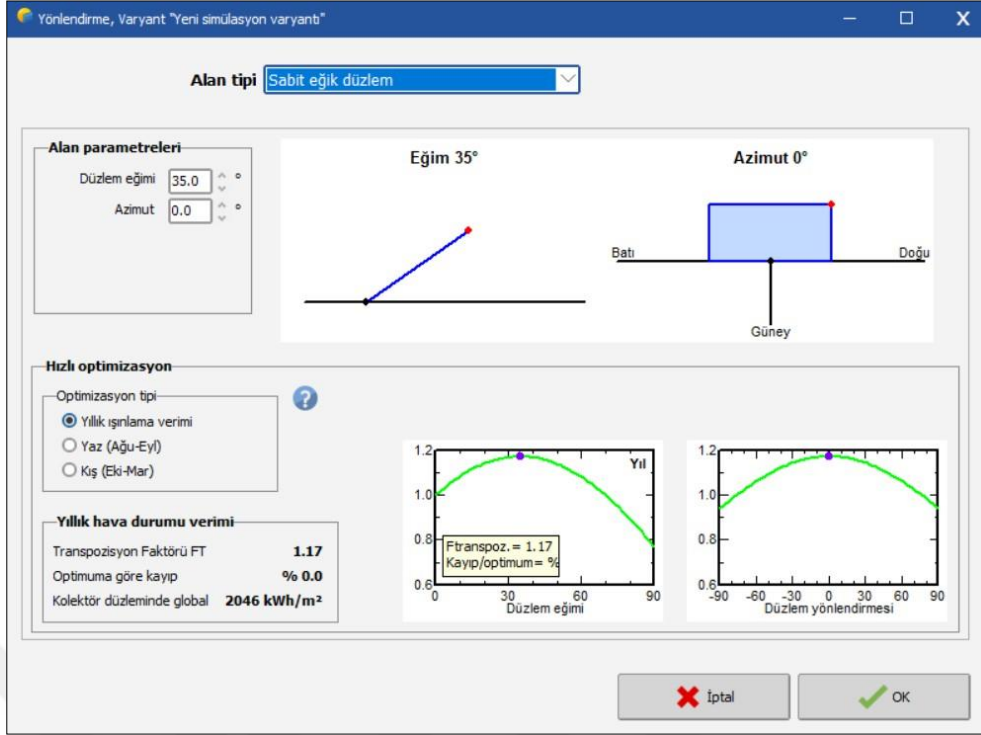 Yönlendirme, Varyant "Yeni simülasyon varyantı"
Alan tipi Sabit eğik düzlem
Alan parametreleri
Düzlem eğimi 35.0 °
Azimut 0.0 °
Eğim 35°
Azimut 0°
Batı
Doğu
Güney
Hızlı optimizasyon
Optimizasyon tipi
Yıllık ışınlama verimi
Yaz (Ağu-Eyl)
Kış (Eki-Mar)
?
Yıllık hava durumu verimi
Transpozisyon Faktörü FT 1.17
Optimuma göre kayıp % 0.0
Kolektör düzleminde global 2046 kWh/m²
1.2
1.0
0.8
0.6
Yıl
Ftranspoz.= 1.17
Kayıp/optimum= %
0 30 60 90
Düzlem eğimi
1.2
1.0
0.8
0.6
-90 -60 -30 0 30 60 90
Düzlem yönlendirmesi
İptal
OK